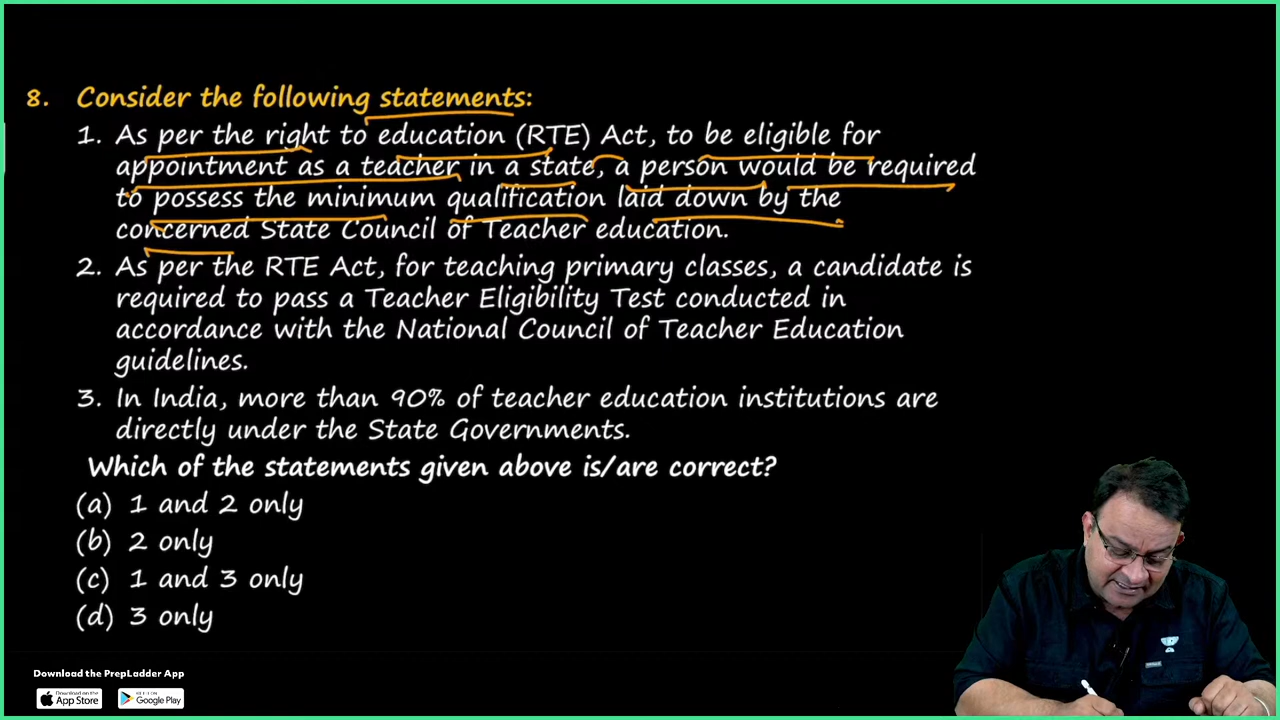 8. Consider the following statements:
1. As per the right to education (RTE) Act, to be eligible for
appointment as a teacher in a state, a person would be required
to possess the minimum qualification laid down by the
concerned State Council of Teacher education.
2. As per the RTE Act, for teaching primary classes, a candidate is
required to pass a Teacher Eligibility Test conducted in
accordance with the National Council of Teacher Education
guidelines.
3. In India, more than 90% of teacher education institutions are
directly under the State Governments.
Which of the statements given above is/are correct?
(a) 1 and 2 only
(b) 2 only
(c) 1 and 3 only
(d) 3 only
Download the PrepLadder App
Download on the App Store
GET IT ON Google Play